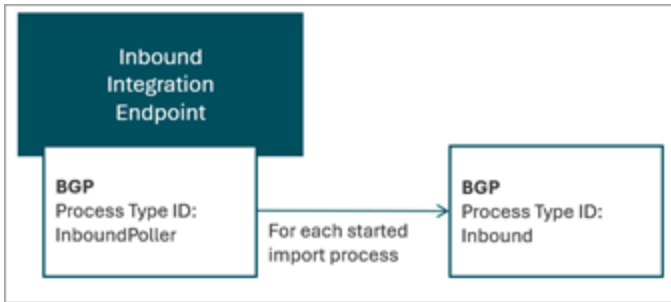 Inbound
Integration
Endpoint
BGP
Process Type ID:
InboundPoller
For each started
import process
BGP
Process Type ID:
Inbound